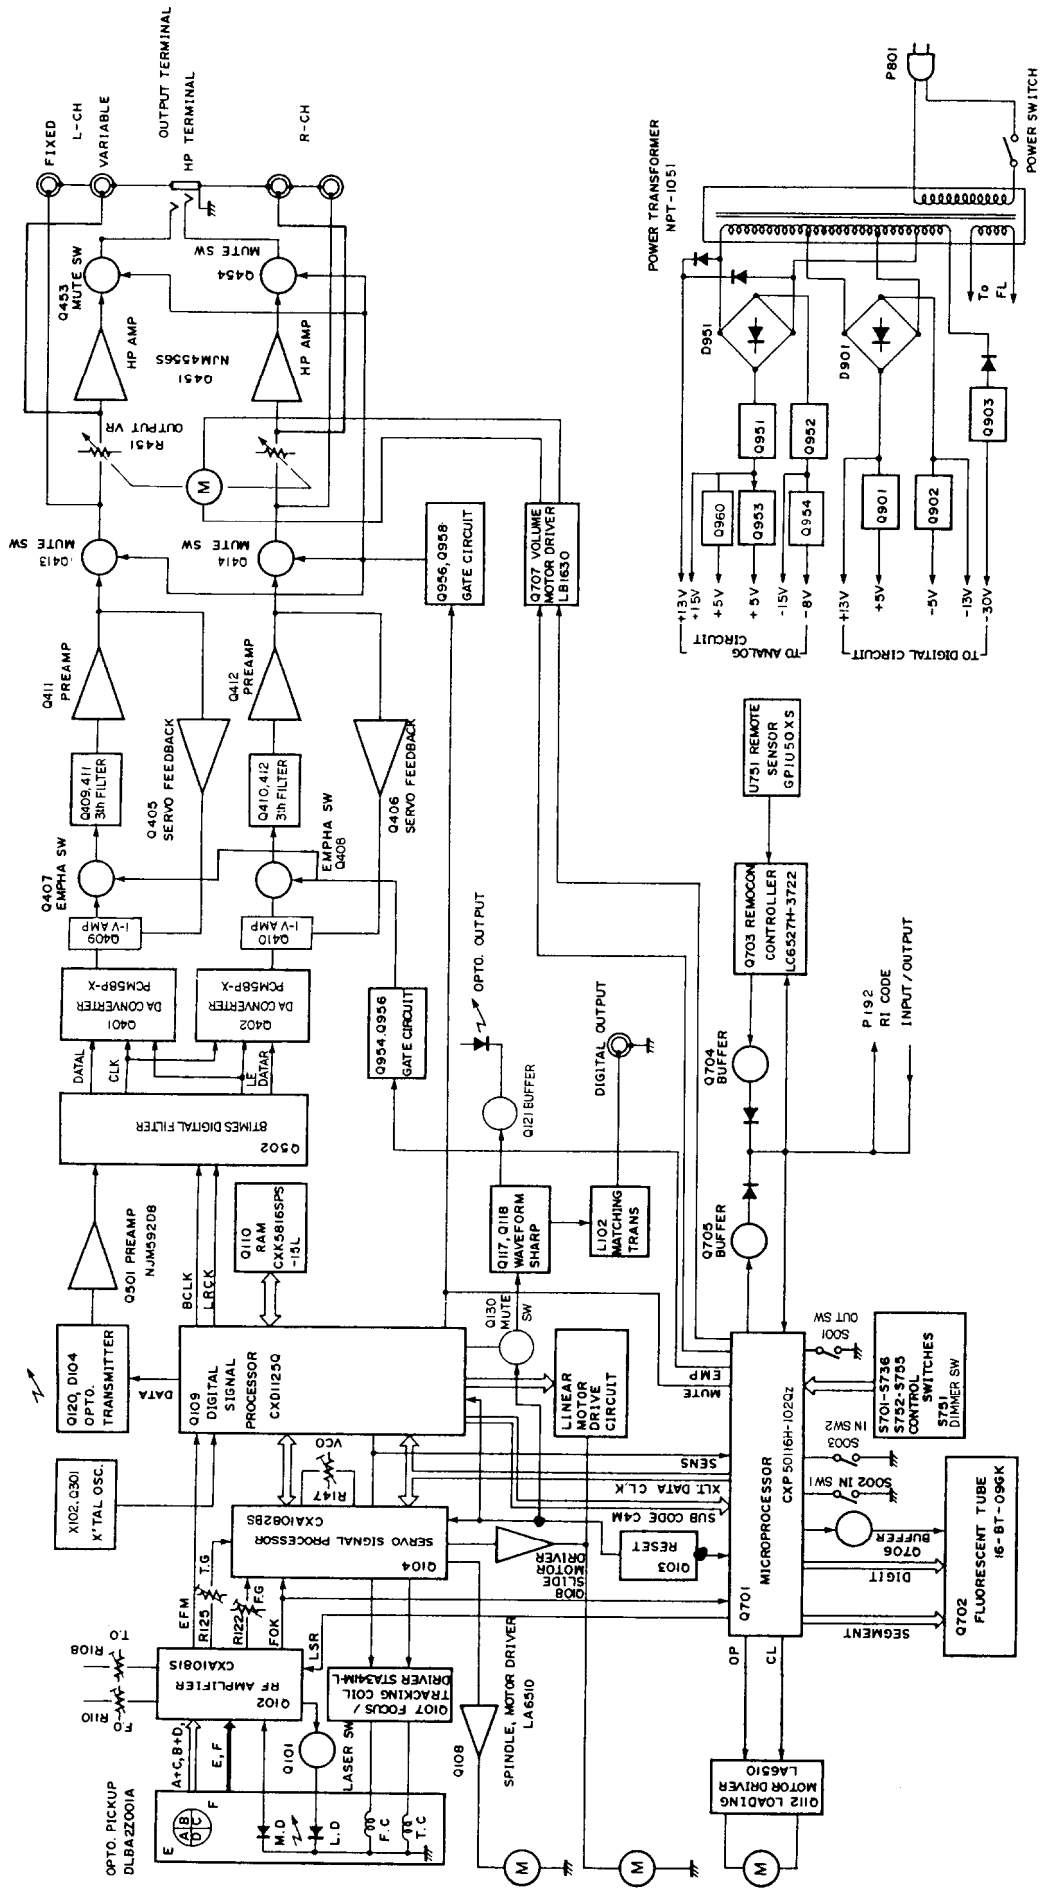 FIXED
L-CH
VARIABLE
OUTPUT TERMINAL
HP TERMINAL
R-CH
Q453
MUTE SW
MUTE SW
Q454
HP AMP
Q451
NJM4556S
HP AMP
R451
OUTPUT VR
M
Q413
MUTE SW
Q414
MUTE SW
Q956, Q958
GATE CIRCUIT
Q707 VOLUME
MOTOR DRIVER
LB1630
Q411
PREAMP
Q412
PREAMP
Q409, 411
3th FILTER
Q410, 412
3th FILTER
Q405
SERVO FEEDBACK
Q406
SERVO FEEDBACK
Q407
EMPHA SW
EMPHA SW
Q408
Q409
I-V AMP
Q410
I-V AMP
Q401
DA CONVERTER
PCM58P-X
Q402
DA CONVERTER
PCM58P-X
DATAL
CLK
LE
DATAR
Q954, Q956
GATE CIRCUIT
OPTO. OUTPUT
Q121 BUFFER
DIGITAL OUTPUT
Q502
8TIMES DIGITAL FILTER
Q501 PREAMP
NJM592D8
BCLK
LRCK
Q110
RAM
CXK5816SPS
-15L
Q117, Q118
WAVEFORM
SHARP
L102
MATCHING
TRANS
Q130
MUTE
SW
Q120, D104
OPTO.
TRANSMITTER
DATA
Q109
DIGITAL
SIGNAL
PROCESSOR
CXD1125Q
LINEAR
MOTOR
DRIVE
CIRCUIT
X102, Q301
X'TAL OSC.
VCO
R147
Q104
SERVO SIGNAL PROCESSOR
CXA1082BS
EFM
R125
T.G
R122
F.G
FOK
LSR
T.O
R108
R110
F.O
Q102
RF AMPLIFIER
CXA1081S
Q107 FOCUS/
TRACKING COIL
DRIVER STA341M-L
Q108
SLIDE
MOTOR
DRIVER
Q103
RESET
SPINDLE, MOTOR DRIVER
LA6510
Q108
A+C, B+D,
E, F
Q101
LASER SW
OPTO. PICKUP
DLBA2Z001A
E
A
B
D
C
F
M.D
L.D
F.C
T.C
M
M
M
Q112 LOADING
MOTOR DRIVER
LA6510
OP
CL
Q701
MICROPROCESSOR
CXP50116H-102Qz
EMP
MUTE
SENS
XLT. DATA CL,K
SUB CODE C4M
S001
OUT SW
S003
IN SW2
S002 IN SW1
Q706
BUFFER
DIGIT
SEGMENT
S701-S736
S752-S755
CONTROL
SWITCHES
S751
DIMMER SW
Q702
FLUORESCENT TUBE
16-BT-09GK
Q705
BUFFER
Q704
BUFFER
P192
RI CODE
INPUT/OUTPUT
Q703 REMOCON
CONTROLLER
LC6527H-3722
U751 REMOTE
SENSOR
GP1U50XS
POWER TRANSFORMER
NPT-1051
P801
POWER SWITCH
To
FL
D951
D901
Q951
Q952
Q960
Q953
Q954
Q901
Q902
Q903
+13V
+15V
+5V
+5V
-15V
-8V
TO ANALOG
CIRCUIT
+13V
+5V
-5V
-13V
-30V
TO DIGITAL CIRCUIT